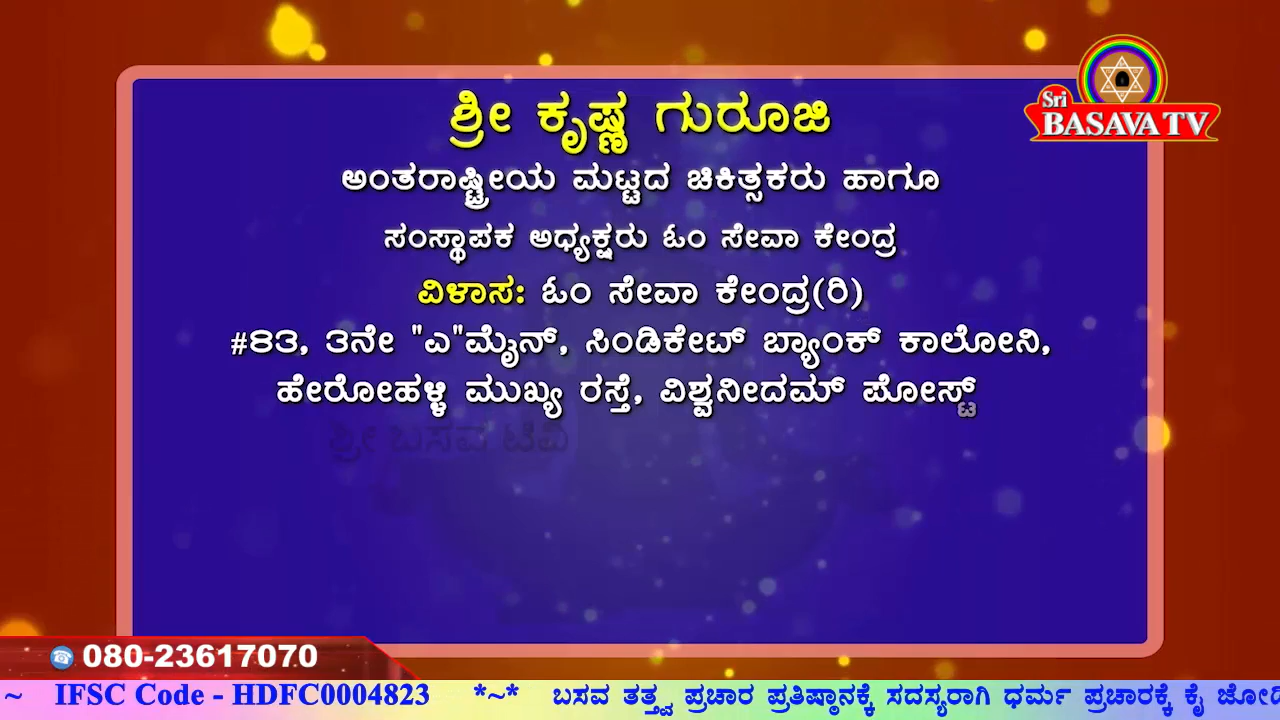 ಶ್ರೀ ಕೃಷ್ಣ ಗುರೂಜಿ
Sri
BASAVA TV
ಅಂತರಾಷ್ಟ್ರೀಯ ಮಟ್ಟದ ಚಿಕಿತ್ಸಕರು ಹಾಗೂ
ಸಂಸ್ಥಾಪಕ ಅಧ್ಯಕ್ಷರು ಓಂ ಸೇವಾ ಕೇಂದ್ರ
ವಿಳಾಸ: ಓಂ ಸೇವಾ ಕೇಂದ್ರ(ರಿ)
#83, 3ನೇ "ಎ"ಮೈನ್, ಸಿಂಡಿಕೇಟ್ ಬ್ಯಾಂಕ್ ಕಾಲೋನಿ,
ಹೇರೋಹಳ್ಳಿ ಮುಖ್ಯ ರಸ್ತೆ, ವಿಶ್ವನೀದಮ್ ಪೋಸ್ಟ್
ಶ್ರೀ ಬಸವ ಟಿವಿ
080-23617070
~ IFSC Code - HDFC0004823 *~* ಬಸವ ತತ್ತ್ವ ಪ್ರಚಾರ ಪ್ರತಿಷ್ಠಾನಕ್ಕೆ ಸದಸ್ಯರಾಗಿ ಧರ್ಮ ಪ್ರಚಾರಕ್ಕೆ ಕೈ